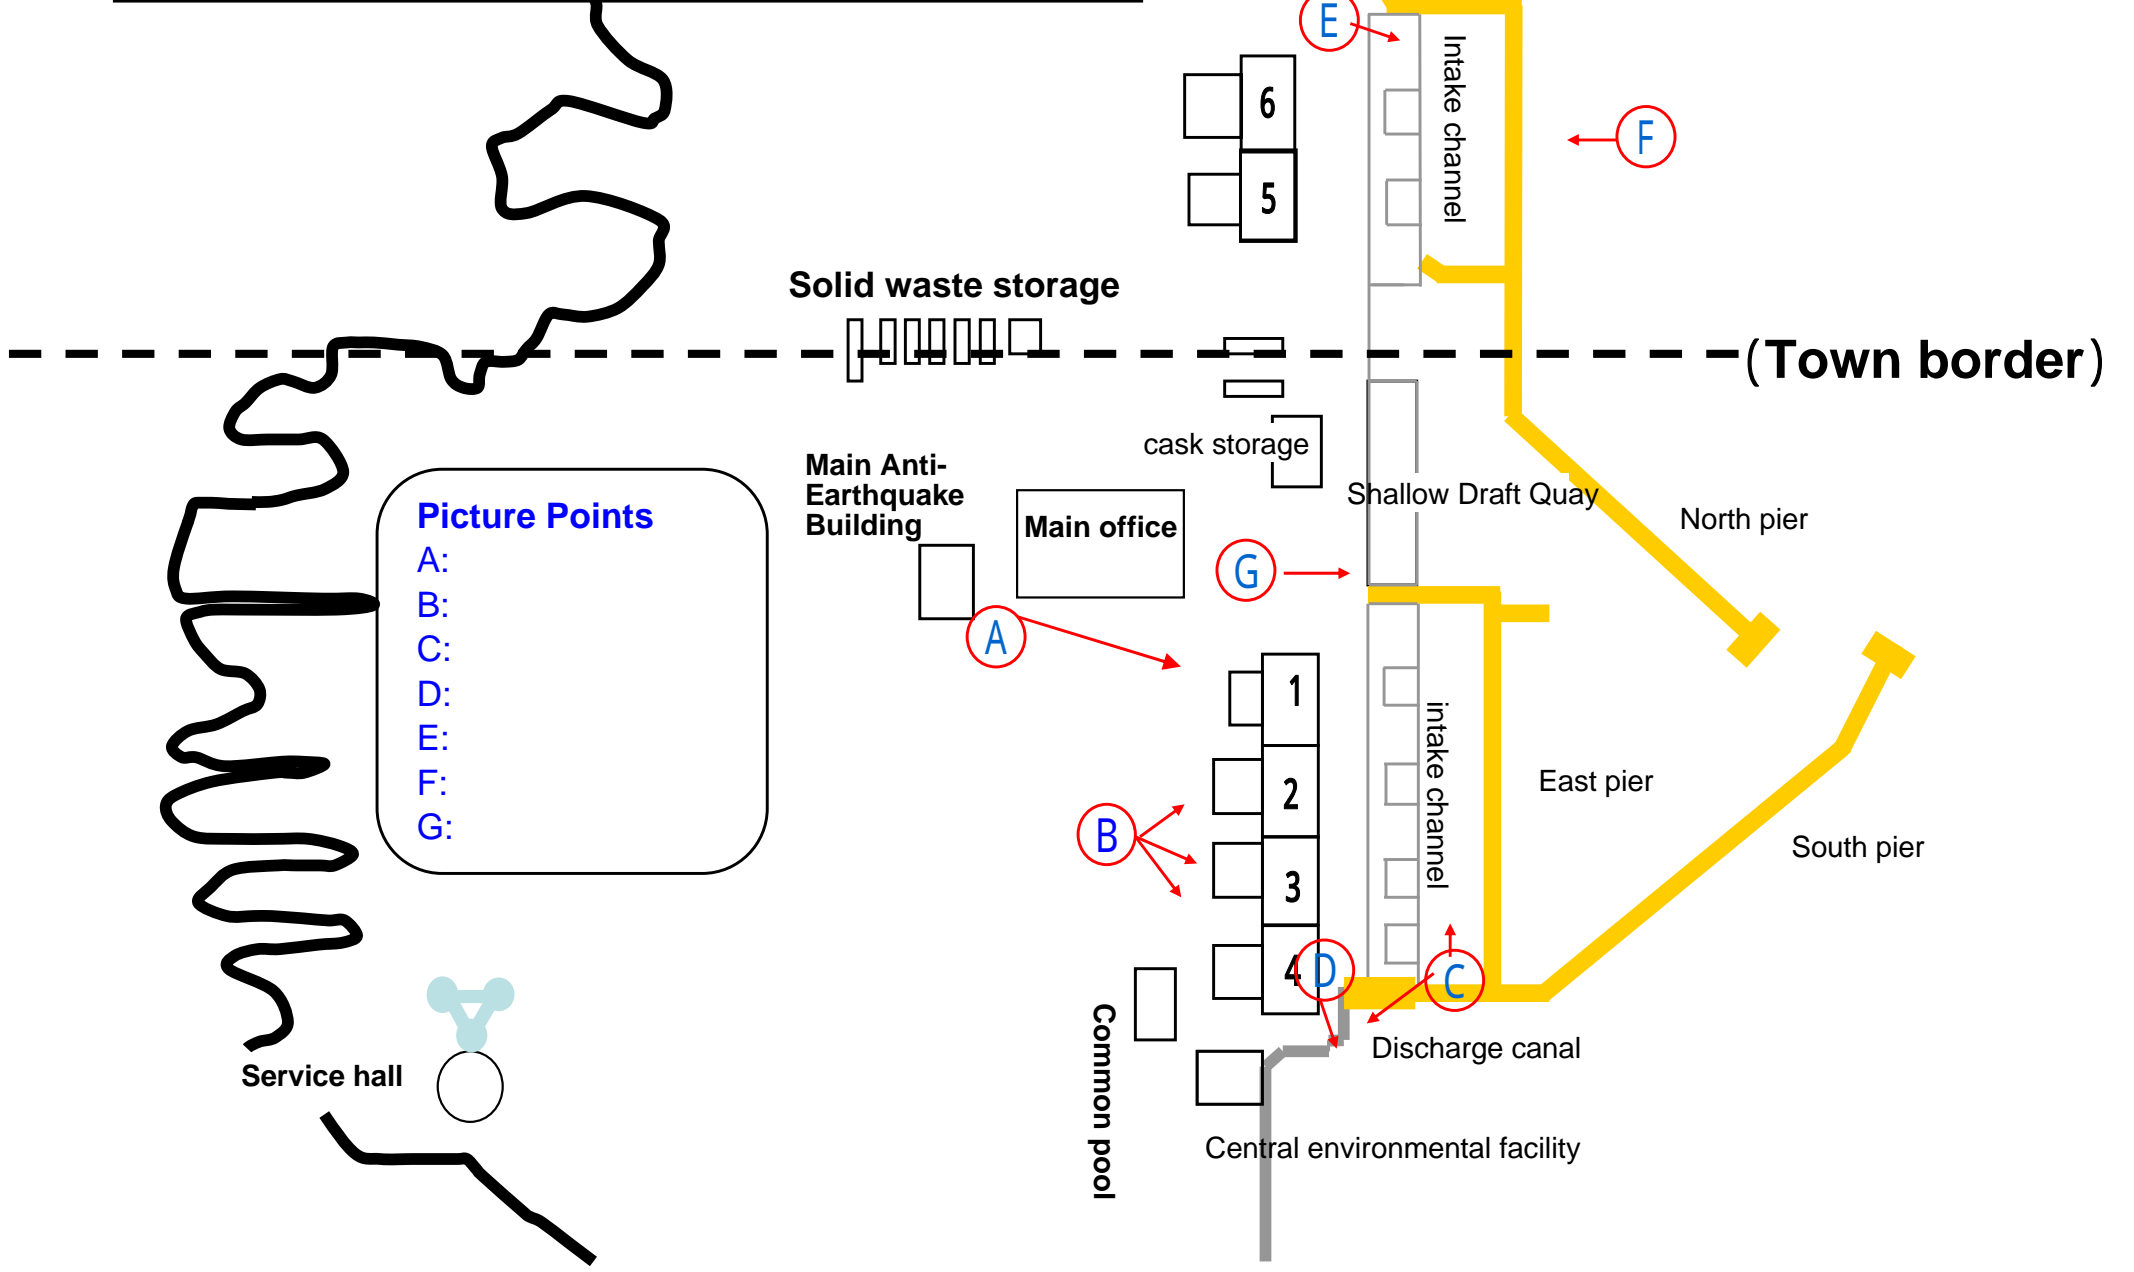 E
Intake channel
6
F
5
Solid waste storage
(Town border)
cask storage
Main Anti-
Earthquake
Building
Shallow Draft Quay
Picture Points
A:
B:
C:
D:
E:
F:
G:
Main office
North pier
G
A
1
intake channel
2
East pier
B
South pier
3
4
D
C
Common pool
Discharge canal
Service hall
Central environmental facility